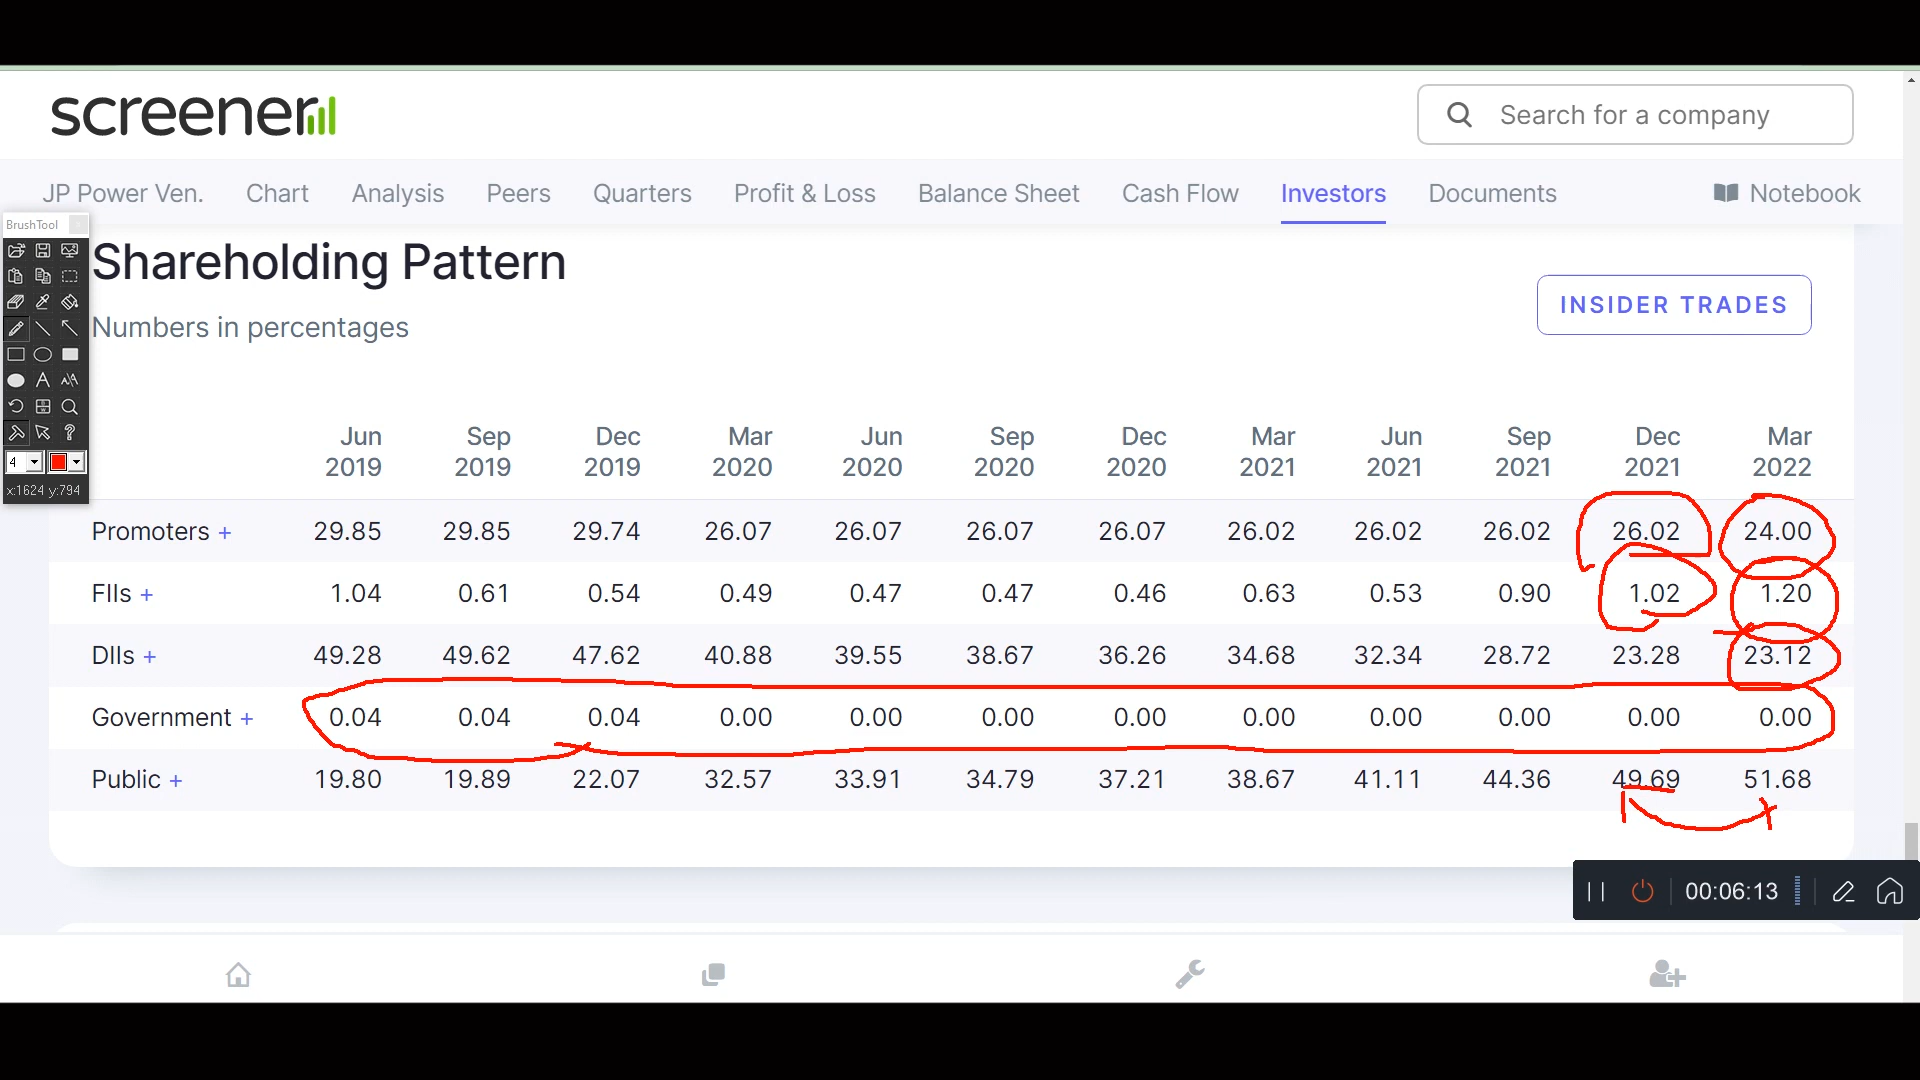 screener
Search for a company
JP Power Ven. Chart Analysis Peers Quarters Profit & Loss Balance Sheet Cash Flow Investors Documents Notebook
BrushTool
Shareholding Pattern
INSIDER TRADES
Numbers in percentages
4
x:1624 y:794
Jun 2019 Sep 2019 Dec 2019 Mar 2020 Jun 2020 Sep 2020 Dec 2020 Mar 2021 Jun 2021 Sep 2021 Dec 2021 Mar 2022
Promoters + 29.85 29.85 29.74 26.07 26.07 26.07 26.07 26.02 26.02 26.02 26.02 24.00
FIIs + 1.04 0.61 0.54 0.49 0.47 0.47 0.46 0.63 0.53 0.90 1.02 1.20
DIIs + 49.28 49.62 47.62 40.88 39.55 38.67 36.26 34.68 32.34 28.72 23.28 23.12
Government + 0.04 0.04 0.04 0.00 0.00 0.00 0.00 0.00 0.00 0.00 0.00 0.00
Public + 19.80 19.89 22.07 32.57 33.91 34.79 37.21 38.67 41.11 44.36 49.69 51.68
00:06:13